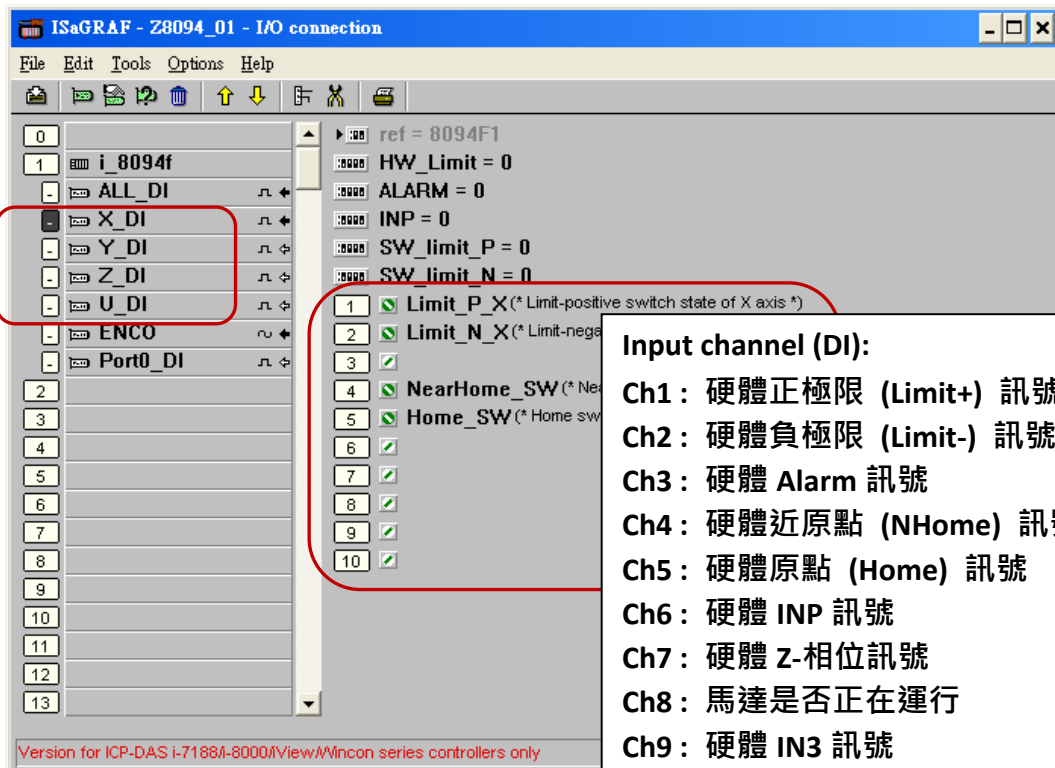 ISaGRAF - Z8094_01 - I/O connection
File Edit Tools Options Help
0
1 i_8094f
- ALL_DI
- X_DI
- Y_DI
- Z_DI
- U_DI
- ENCO
- Port0_DI
2
3
4
5
6
7
8
9
10
11
12
13
ref = 8094F1
HW_Limit = 0
ALARM = 0
INP = 0
SW_limit_P = 0
SW_limit_N = 0
1 Limit_P_X (* Limit-positive switch state of X axis *)
2 Limit_N_X (* Limit-nega
3
4 NearHome_SW (* Nea
5 Home_SW (* Home sw
6
7
8
9
10
Input channel (DI):
Ch1 : 硬體正極限 (Limit+) 訊號
Ch2 : 硬體負極限 (Limit-) 訊號
Ch3 : 硬體 Alarm 訊號
Ch4 : 硬體近原點 (NHome) 訊號
Ch5 : 硬體原點 (Home) 訊號
Ch6 : 硬體 INP 訊號
Ch7 : 硬體 Z-相位訊號
Ch8 : 馬達是否正在運行
Ch9 : 硬體 IN3 訊號
Version for ICP-DAS i-7188/i-8000/iView/Wincon series controllers only